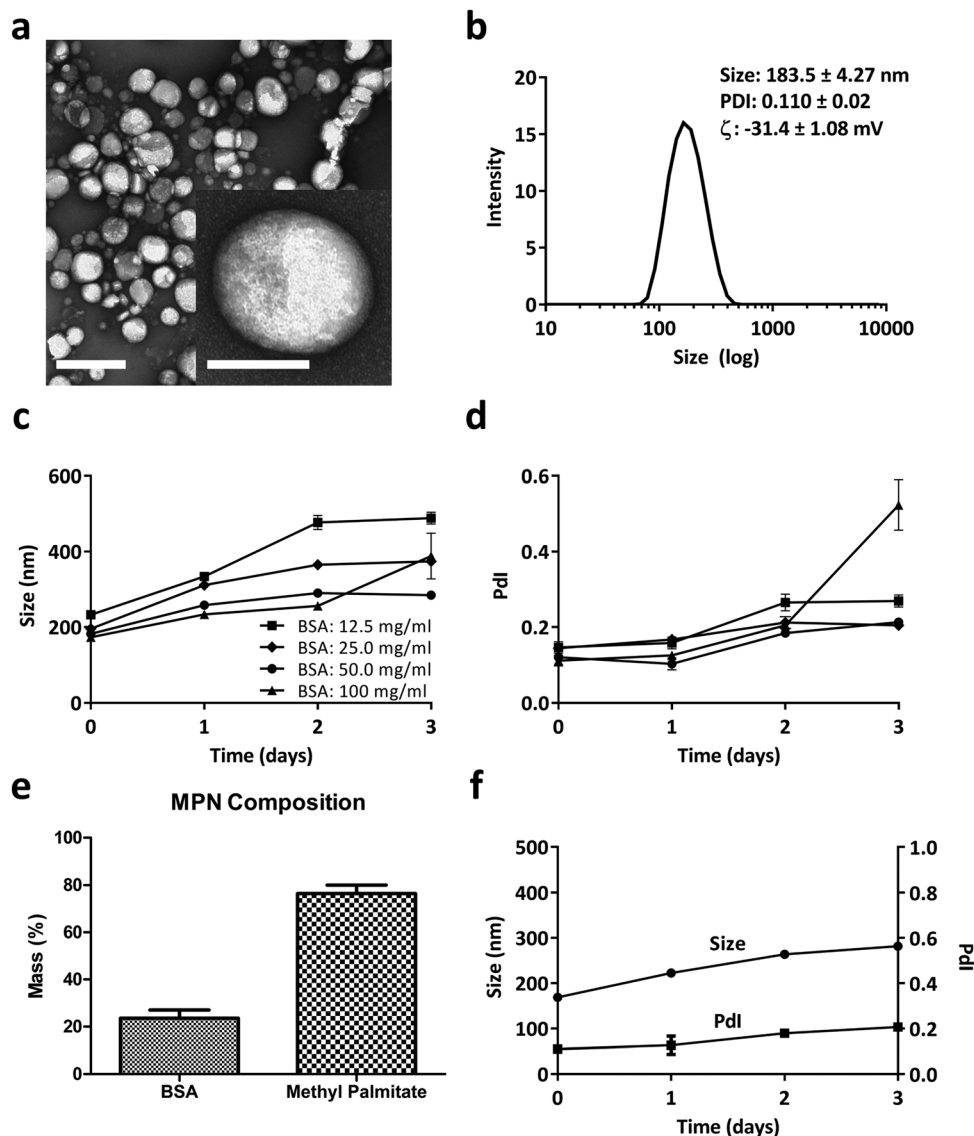 a
b
Size: 183.5 ± 4.27 nm
PDI: 0.110 ± 0.02
ζ: -31.4 ± 1.08 mV
20
15
10
5
0
Intensity
10 100 1000 10000
Size (log)
c
600
400
200
0
Size (nm)
BSA: 12.5 mg/ml
BSA: 25.0 mg/ml
BSA: 50.0 mg/ml
BSA: 100 mg/ml
0 1 2 3
Time (days)
d
0.6
0.4
0.2
0.0
PdI
0 1 2 3
Time (days)
e
MPN Composition
100
80
60
40
20
0
Mass (%)
BSA Methyl Palmitate
f
500
400
300
200
100
0
Size (nm)
Size
PdI
1.0
0.8
0.6
0.4
0.2
0.0
PdI
0 1 2 3
Time (days)